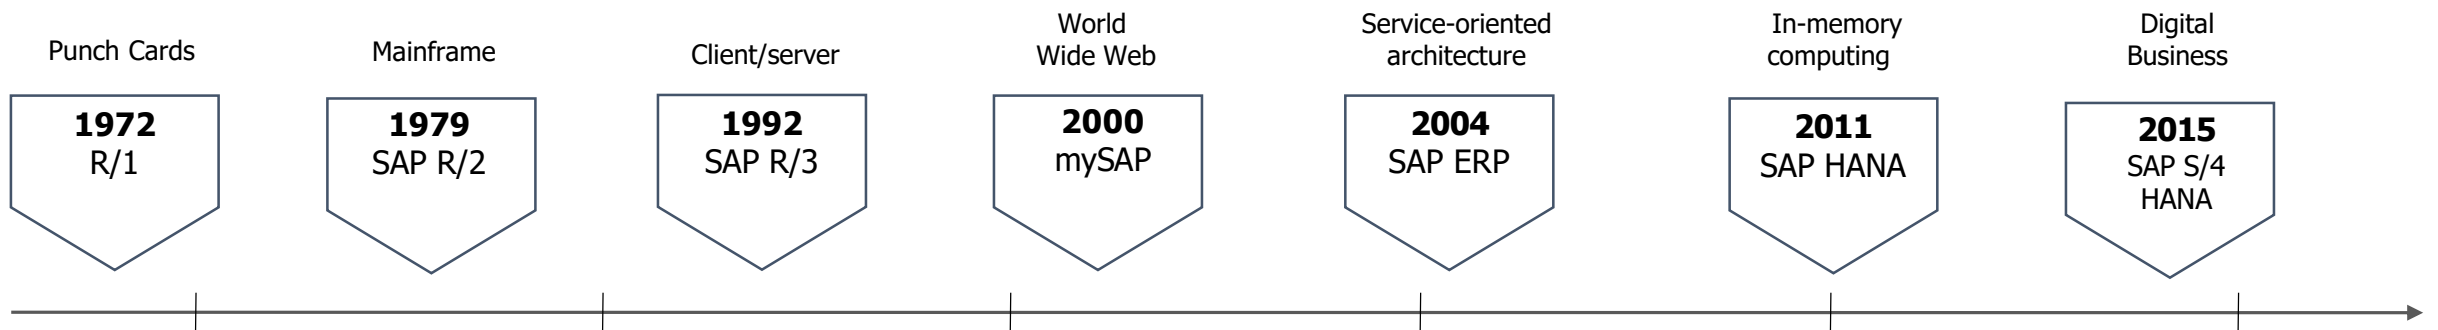 Punch Cards
Mainframe
Client/server
World
Wide Web
Service-oriented
architecture
In-memory
computing
Digital
Business
1972
R/1
1979
SAP R/2
1992
SAP R/3
2000
mySAP
2004
SAP ERP
2011
SAP HANA
2015
SAP S/4
HANA